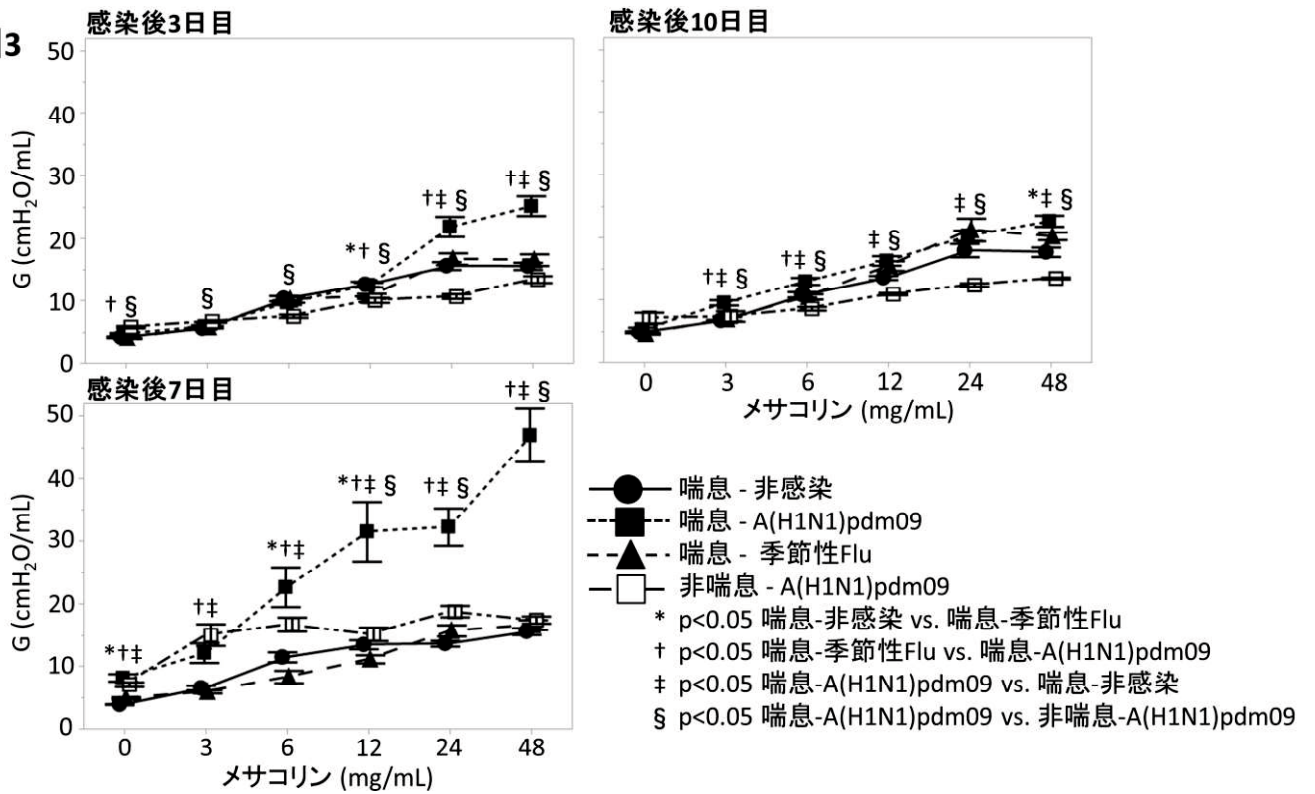 3
感染後3日目
50
40
30
20
10
0
G (cmH₂O/mL)
† §
§
§
*† §
†‡ §
†‡ §
感染後10日目
†‡ §
†‡ §
‡ §
‡ §
*‡ §
0 3 6 12 24 48
メサコリン (mg/mL)
感染後7日目
50
40
30
20
10
0
G (cmH₂O/mL)
*†‡
†‡
*†‡
*†‡ §
†‡ §
†‡ §
0 3 6 12 24 48
メサコリン (mg/mL)
喘息 - 非感染
喘息 - A(H1N1)pdm09
喘息 - 季節性Flu
非喘息 - A(H1N1)pdm09
* p<0.05 喘息-非感染 vs. 喘息-季節性Flu
† p<0.05 喘息-季節性Flu vs. 喘息-A(H1N1)pdm09
‡ p<0.05 喘息-A(H1N1)pdm09 vs. 喘息-非感染
§ p<0.05 喘息-A(H1N1)pdm09 vs. 非喘息-A(H1N1)pdm09